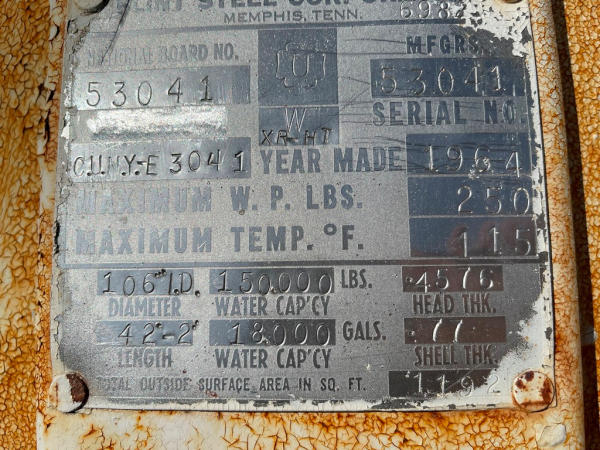 STEEL
MEMPHIS, TENN. 6982
NATIONAL BOARD NO. U MFGRS.
53041 53041
W SERIAL NO.
XR-HT
3041 YEAR MADE 1964
MAXIMUM W. P. LBS. 250
MAXIMUM TEMP. °F. 115
106" I.D. 150.000 LBS. .4576
DIAMETER WATER CAP'CY HEAD THK.
42'-2" 18000 GALS. .77
LENGTH WATER CAP'CY SHELL THK.
TOTAL OUTSIDE SURFACE AREA IN SQ. FT. 1192